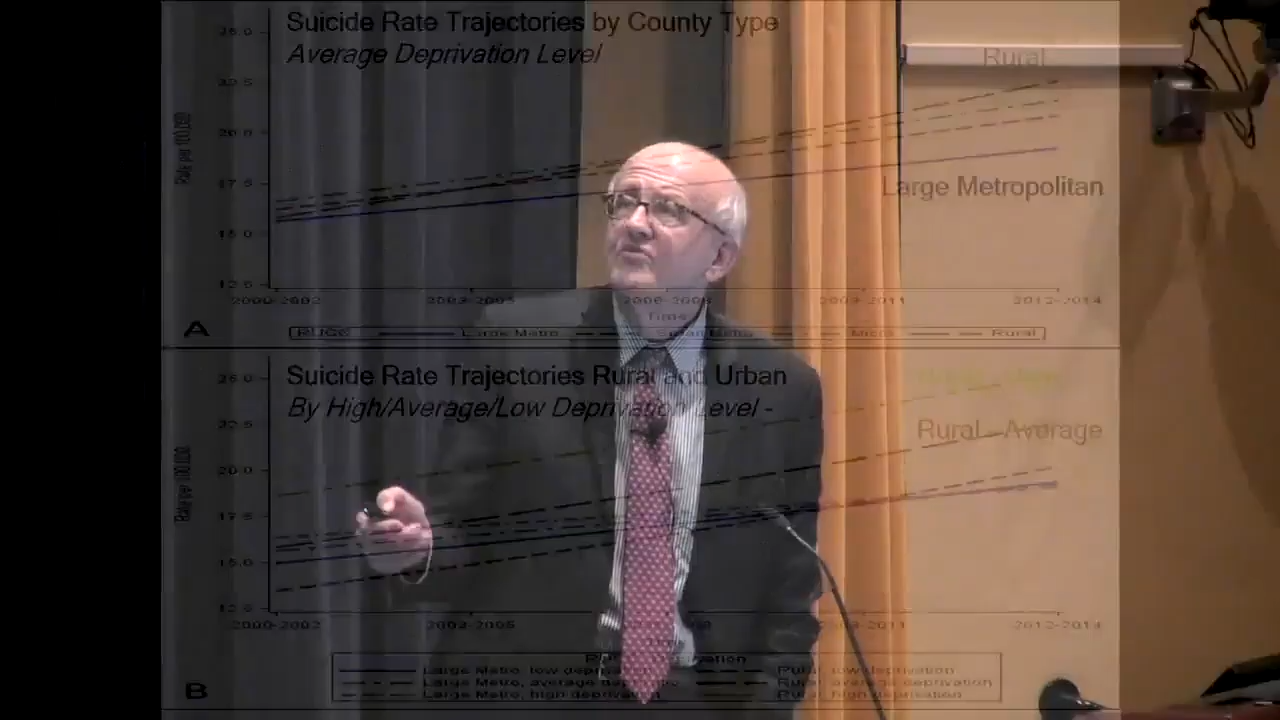 Suicide Rate Trajectories by County Type
Average Deprivation Level
25.0
22.5
20.0
17.5
15.0
12.5
Rate per 100,000
Rural
Large Metropolitan
2000-2002 2003-2005 2006-2008 2009-2011 2012-2014
Time
A
RUCC Large Metro Small Metro Micro Rural
Suicide Rate Trajectories Rural and Urban
By High/Average/Low Deprivation Level -
25.0
22.5
20.0
17.5
15.0
12.5
Rate per 100,000
Rural - Average
2000-2002 2003-2005 2009-2011 2012-2014
B
Large Metro, low Rural, low deprivation
Large Metro, average Rural, average deprivation
Large Metro, high Rural, high deprivation